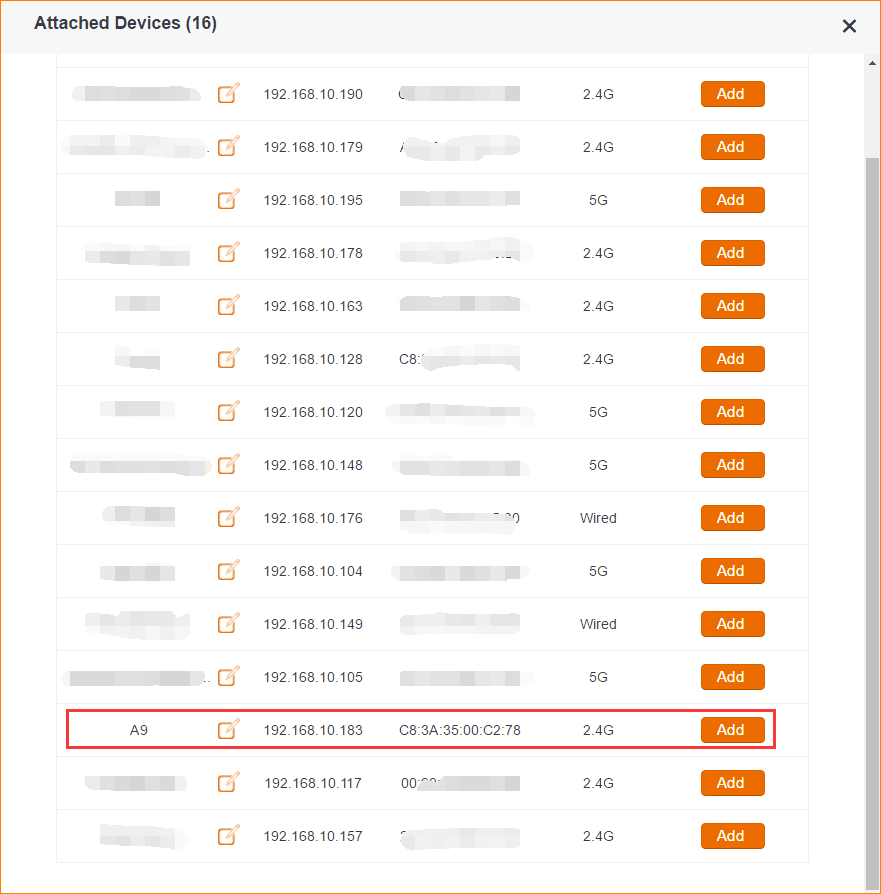 Attached Devices (16)
192.168.10.190 2.4G Add
192.168.10.179 2.4G Add
192.168.10.195 5G Add
192.168.10.178 2.4G Add
192.168.10.163 2.4G Add
192.168.10.128 C8: 2.4G Add
192.168.10.120 5G Add
192.168.10.148 5G Add
192.168.10.176 Wired Add
192.168.10.104 5G Add
192.168.10.149 Wired Add
192.168.10.105 5G Add
A9 192.168.10.183 C8:3A:35:00:C2:78 2.4G Add
192.168.10.117 00: 2.4G Add
192.168.10.157 2.4G Add